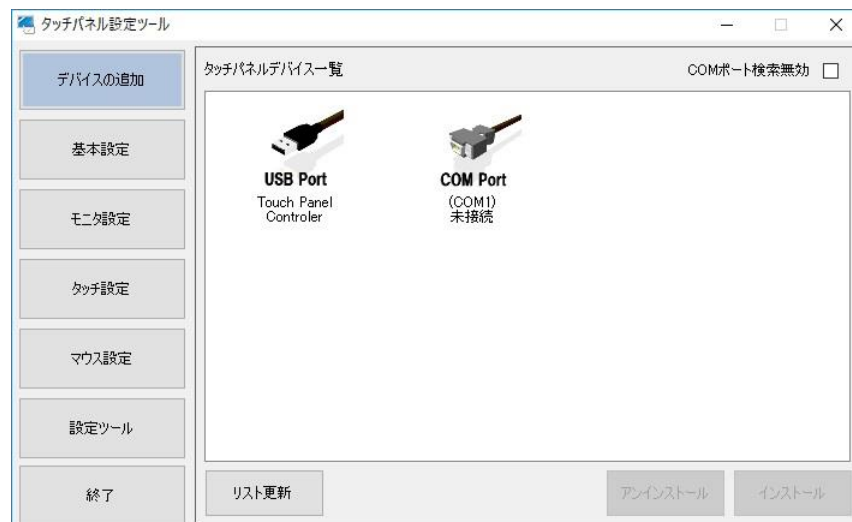 タッチパネル設定ツール
デバイスの追加
基本設定
モニタ設定
タッチ設定
マウス設定
設定ツール
終了
タッチパネルデバイス一覧
COMポート検索無効
USB Port
Touch Panel
Controler
COM Port
(COM1)
未接続
リスト更新
アンインストール
インストール